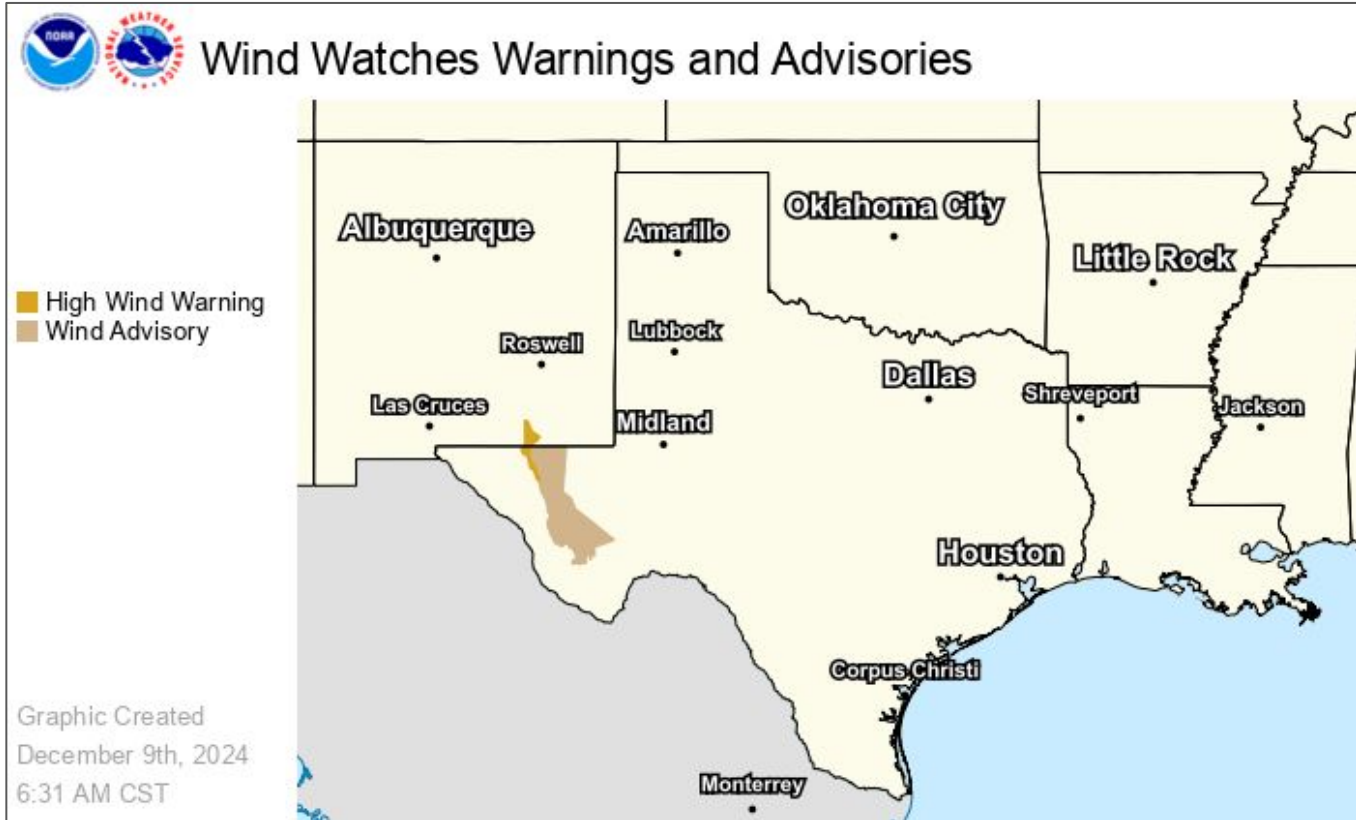 NOAA
NATIONAL WEATHER SERVICE
Wind Watches Warnings and Advisories
High Wind Warning
Wind Advisory
Albuquerque
Amarillo
Oklahoma City
Little Rock
Roswell
Lubbock
Dallas
Shreveport
Las Cruces
Midland
Jackson
Houston
Corpus Christi
Monterrey
Graphic Created
December 9th, 2024
6:31 AM CST